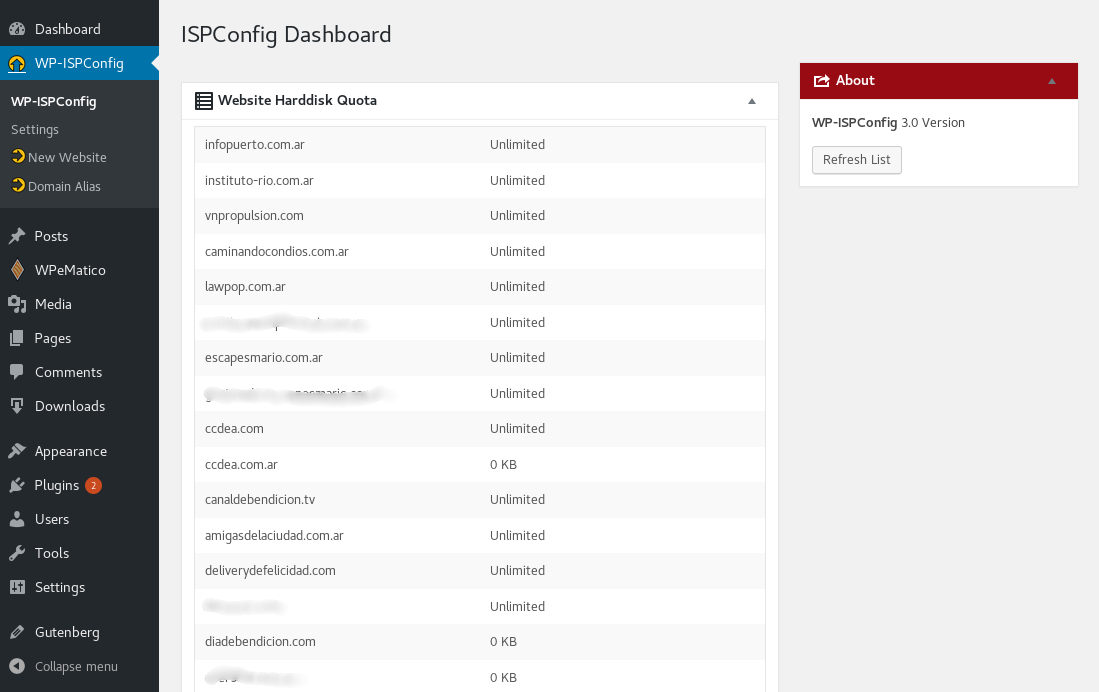 Dashboard
WP-ISPConfig
WP-ISPConfig
Settings
New Website
Domain Alias
Posts
WPeMatico
Media
Pages
Comments
Downloads
Appearance
Plugins 2
Users
Tools
Settings
Gutenberg
Collapse menu
ISPConfig Dashboard
Website Harddisk Quota
infopuerto.com.ar Unlimited
instituto-rio.com.ar Unlimited
vnpropulsion.com Unlimited
caminandocondios.com.ar Unlimited
lawpop.com.ar Unlimited
Unlimited
escapesmario.com.ar Unlimited
Unlimited
ccdea.com Unlimited
ccdea.com.ar 0 KB
canaldebendicion.tv Unlimited
amigasdelaciudad.com.ar Unlimited
deliverydefelicidad.com Unlimited
Unlimited
diadebendicion.com 0 KB
0 KB
About
WP-ISPConfig 3.0 Version
Refresh List